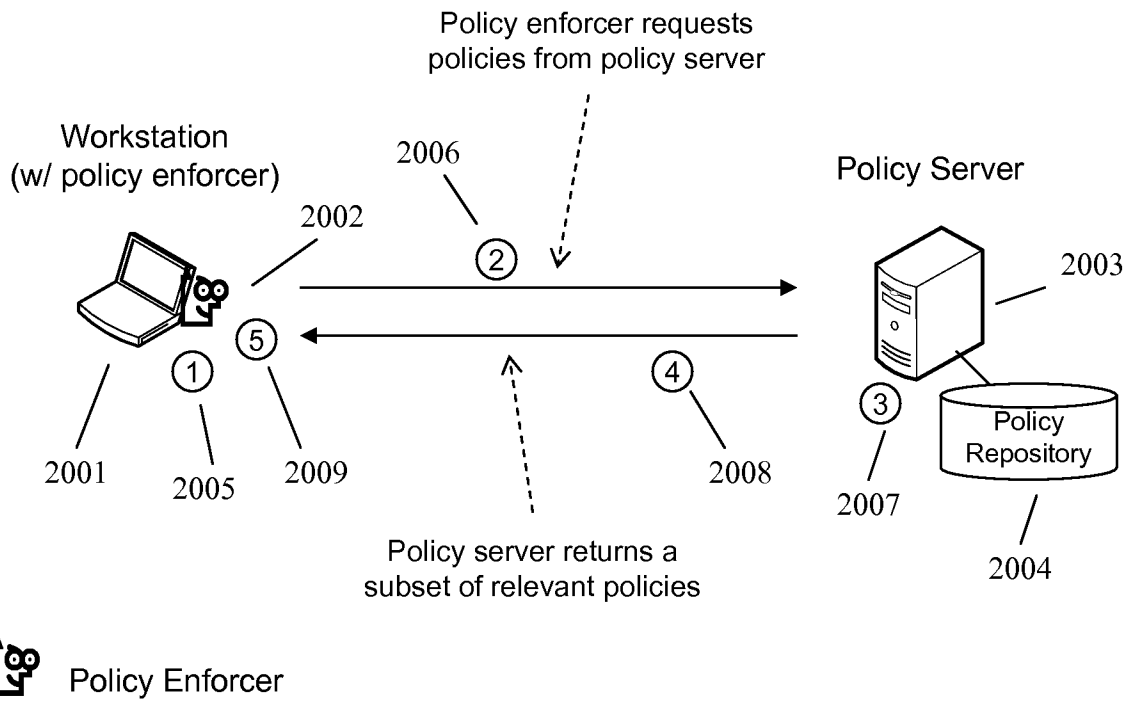 Policy enforcer requests
policies from policy server
Workstation
(w/ policy enforcer)
2006
Policy Server
2002
2
2003
5
1
4
3
Policy
Repository
2001
2005
2009
2008
2007
2004
Policy server returns a
subset of relevant policies
Policy Enforcer